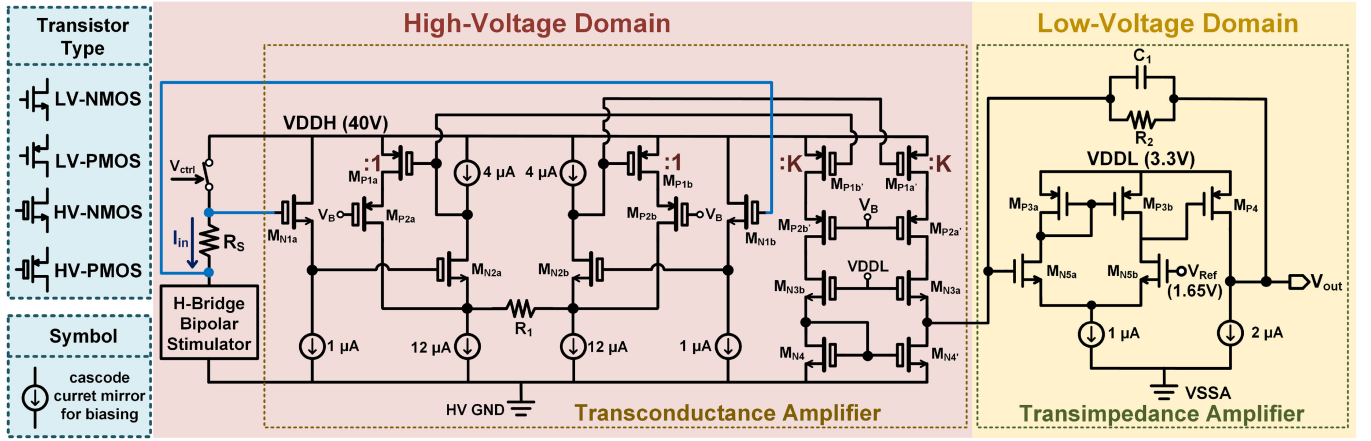 Transistor
Type
LV-NMOS
LV-PMOS
HV-NMOS
HV-PMOS
Symbol
cascode
curret mirror
for biasing
High-Voltage Domain
VDDH (40V)
Vctrl
Iin
RS
H-Bridge
Bipolar
Stimulator
:1
MP1a
4 µA
4 µA
:1
MP1b
:K
MP1b'
MP1a'
:K
MN1a
VB
MP2a
MP2b
VB
MN1b
VB
MP2b'
MP2a'
MN2a
MN2b
VDDL
MN3b
MN3a
R1
1 µA
12 µA
12 µA
1 µA
MN4
MN4'
HV GND
Transconductance Amplifier
Low-Voltage Domain
C1
R2
VDDL (3.3V)
MP3a
MP3b
MP4
MN5a
MN5b
VRef
(1.65V)
Vout
1 µA
2 µA
VSSA
Transimpedance Amplifier